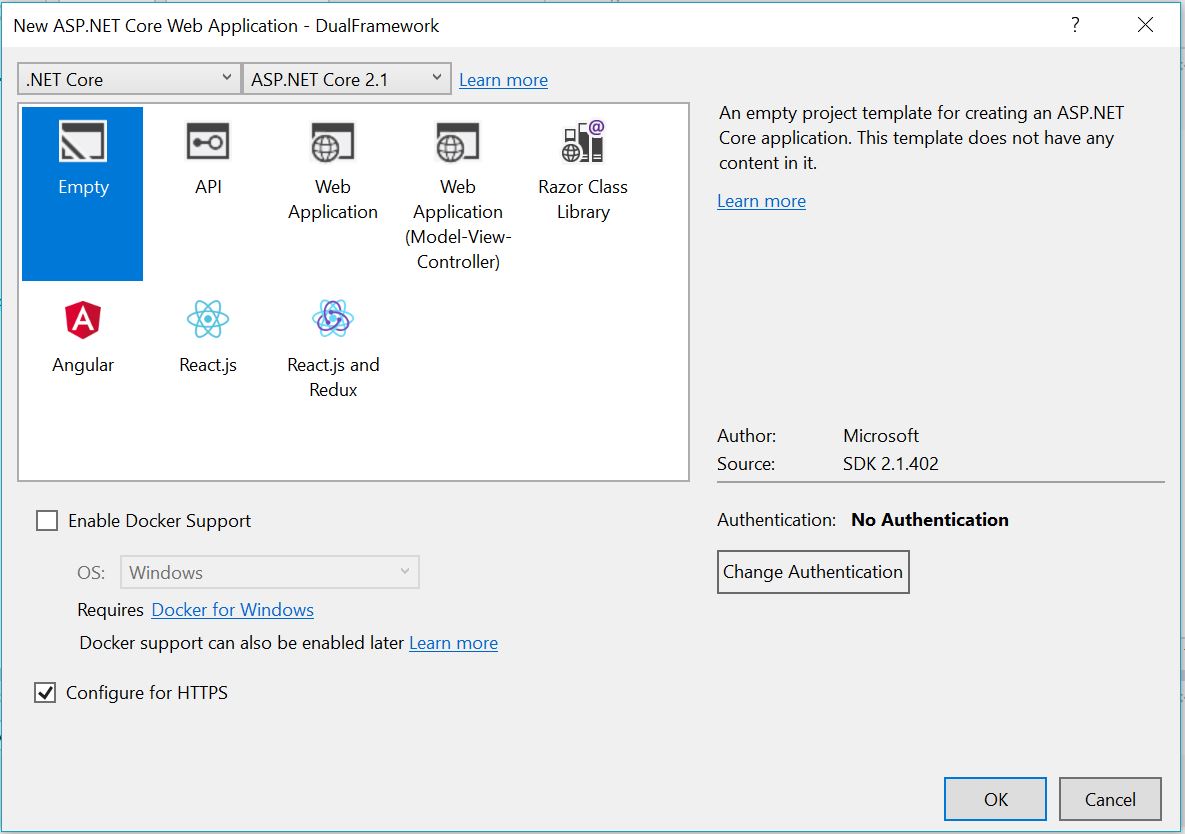 New ASP.NET Core Web Application - DualFramework
?
.NET Core
ASP.NET Core 2.1
Learn more
Empty
API
Web
Application
Web
Application
(Model-View-
Controller)
Razor Class
Library
Angular
React.js
React.js and
Redux
An empty project template for creating an ASP.NET
Core application. This template does not have any
content in it.
Learn more
Author: Microsoft
Source: SDK 2.1.402
Enable Docker Support
OS: Windows
Requires Docker for Windows
Docker support can also be enabled later Learn more
Configure for HTTPS
Authentication: No Authentication
Change Authentication
OK
Cancel